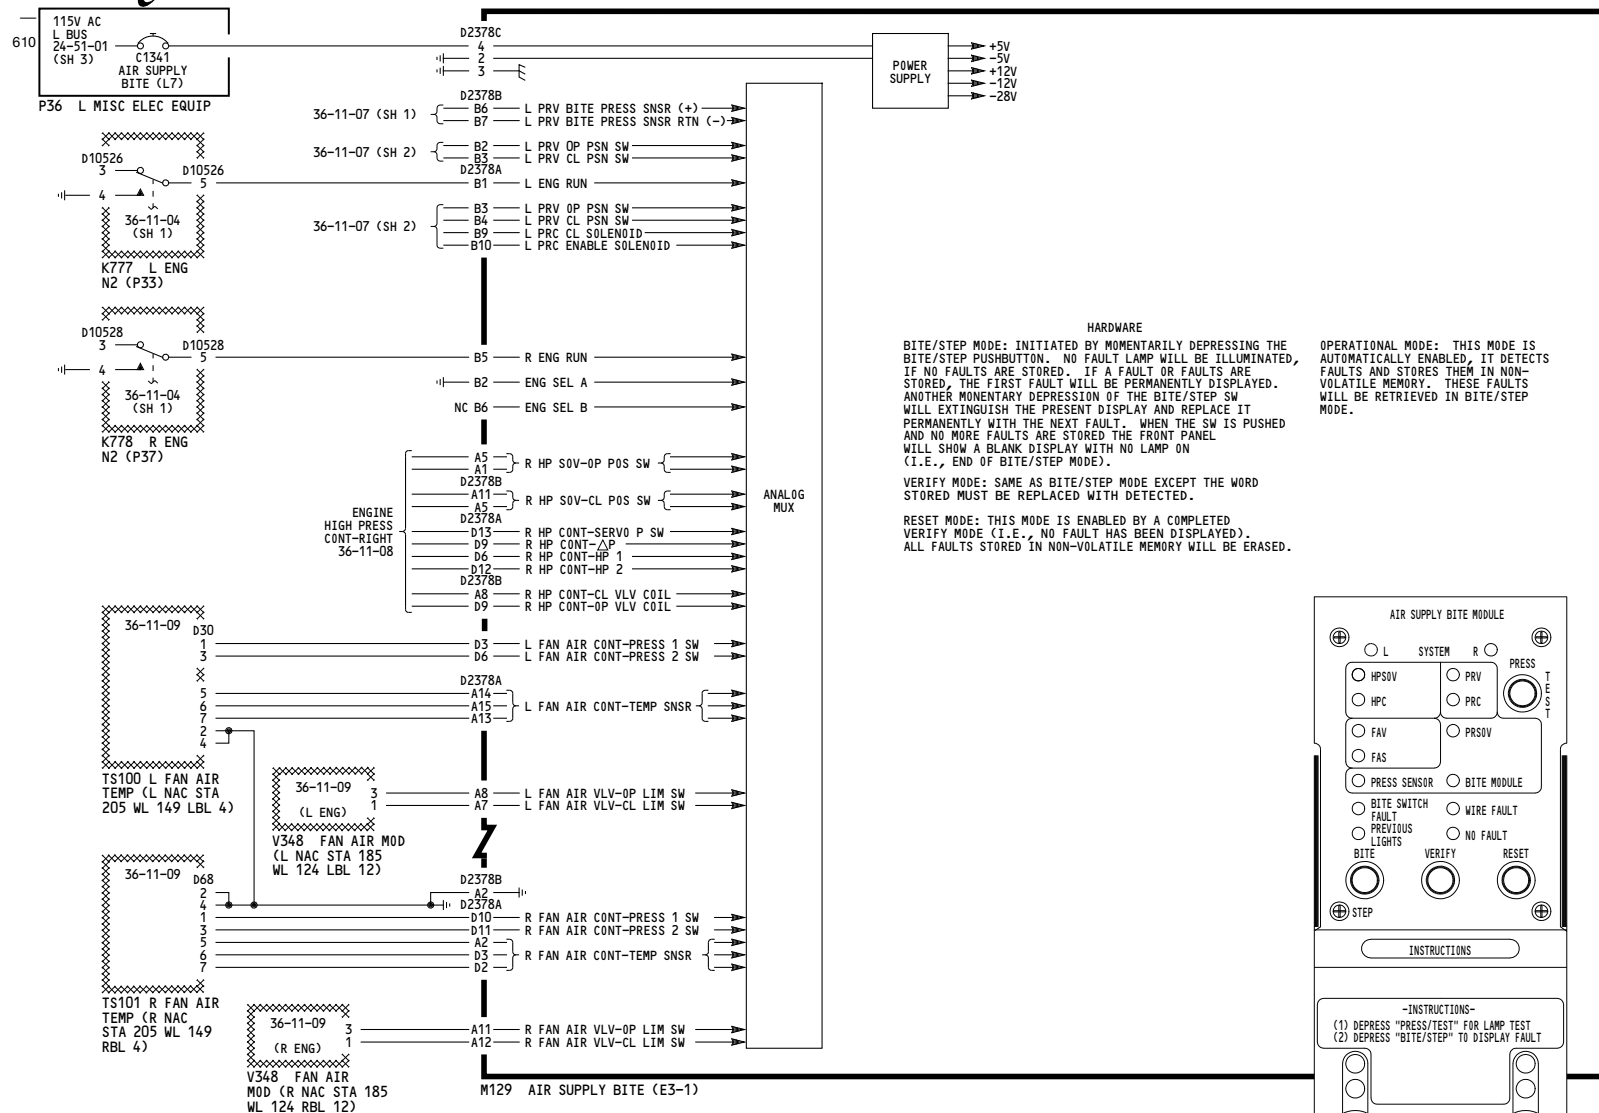 610
115V AC
L BUS
24-51-01
(SH 3)
C1341
AIR SUPPLY
BITE (L7)
P36 L MISC ELEC EQUIP
D2378C
4
2
3
POWER
SUPPLY
+5V
-5V
+12V
-12V
-28V
D2378B
36-11-07 (SH 1)
B6 L PRV BITE PRESS SNSR (+)
B7 L PRV BITE PRESS SNSR RTN (-)
36-11-07 (SH 2)
B2 L PRV OP PSN SW
B3 L PRV CL PSN SW
D2378A
D10526
3
D10526
5
4
36-11-04
(SH 1)
K777 L ENG
N2 (P33)
B1 L ENG RUN
36-11-07 (SH 2)
B3 L PRV OP PSN SW
B4 L PRV CL PSN SW
B9 L PRC CL SOLENOID
B10 L PRC ENABLE SOLENOID
D10528
3
D10528
5
4
36-11-04
(SH 1)
K778 R ENG
N2 (P37)
B5 R ENG RUN
B2 ENG SEL A
NC B6 ENG SEL B
ENGINE
HIGH PRESS
CONT-RIGHT
36-11-08
A5
A1
R HP SOV-OP POS SW
D2378B
A11
A5
R HP SOV-CL POS SW
D2378A
D13 R HP CONT-SERVO P SW
D9 R HP CONT-△P
D6 R HP CONT-HP 1
D12 R HP CONT-HP 2
D2378B
A8 R HP CONT-CL VLV COIL
D9 R HP CONT-OP VLV COIL
ANALOG
MUX
36-11-09
D30
1
3
5
6
7
2
4
TS100 L FAN AIR
TEMP (L NAC STA
205 WL 149 LBL 4)
D3 L FAN AIR CONT-PRESS 1 SW
D6 L FAN AIR CONT-PRESS 2 SW
D2378A
A14
A15
A13
L FAN AIR CONT-TEMP SNSR
36-11-09
(L ENG)
3
1
V348 FAN AIR MOD
(L NAC STA 185
WL 124 LBL 12)
A8 L FAN AIR VLV-OP LIM SW
A7 L FAN AIR VLV-CL LIM SW
36-11-09
D68
2
4
1
3
5
6
7
TS101 R FAN AIR
TEMP (R NAC
STA 205 WL 149
RBL 4)
D2378B
A2
D2378A
D10 R FAN AIR CONT-PRESS 1 SW
D11 R FAN AIR CONT-PRESS 2 SW
A2
D3
D2
R FAN AIR CONT-TEMP SNSR
36-11-09
(R ENG)
3
1
V348 FAN AIR
MOD (R NAC STA 185
WL 124 RBL 12)
A11 R FAN AIR VLV-OP LIM SW
A12 R FAN AIR VLV-CL LIM SW
M129 AIR SUPPLY BITE (E3-1)
HARDWARE
BITE/STEP MODE: INITIATED BY MOMENTARILY DEPRESSING THE
BITE/STEP PUSHBUTTON. NO FAULT LAMP WILL BE ILLUMINATED,
IF NO FAULTS ARE STORED. IF A FAULT OR FAULTS ARE
STORED, THE FIRST FAULT WILL BE PERMANENTLY DISPLAYED.
ANOTHER MONENTARY DEPRESSION OF THE BITE/STEP SW
WILL EXTINGUISH THE PRESENT DISPLAY AND REPLACE IT
PERMANENTLY WITH THE NEXT FAULT. WHEN THE SW IS PUSHED
AND NO MORE FAULTS ARE STORED THE FRONT PANEL
WILL SHOW A BLANK DISPLAY WITH NO LAMP ON
(I.E., END OF BITE/STEP MODE).
VERIFY MODE: SAME AS BITE/STEP MODE EXCEPT THE WORD
STORED MUST BE REPLACED WITH DETECTED.
RESET MODE: THIS MODE IS ENABLED BY A COMPLETED
VERIFY MODE (I.E., NO FAULT HAS BEEN DISPLAYED).
ALL FAULTS STORED IN NON-VOLATILE MEMORY WILL BE ERASED.
OPERATIONAL MODE: THIS MODE IS
AUTOMATICALLY ENABLED, IT DETECTS
FAULTS AND STORES THEM IN NON-
VOLATILE MEMORY. THESE FAULTS
WILL BE RETRIEVED IN BITE/STEP
MODE.
AIR SUPPLY BITE MODULE
L SYSTEM R
PRESS
TEST
HPSOV PRV
HPC PRC
FAV PRSOV
FAS
PRESS SENSOR BITE MODULE
BITE SWITCH
FAULT
WIRE FAULT
PREVIOUS
LIGHTS
NO FAULT
BITE VERIFY RESET
STEP
INSTRUCTIONS
-INSTRUCTIONS-
(1) DEPRESS "PRESS/TEST" FOR LAMP TEST
(2) DEPRESS "BITE/STEP" TO DISPLAY FAULT